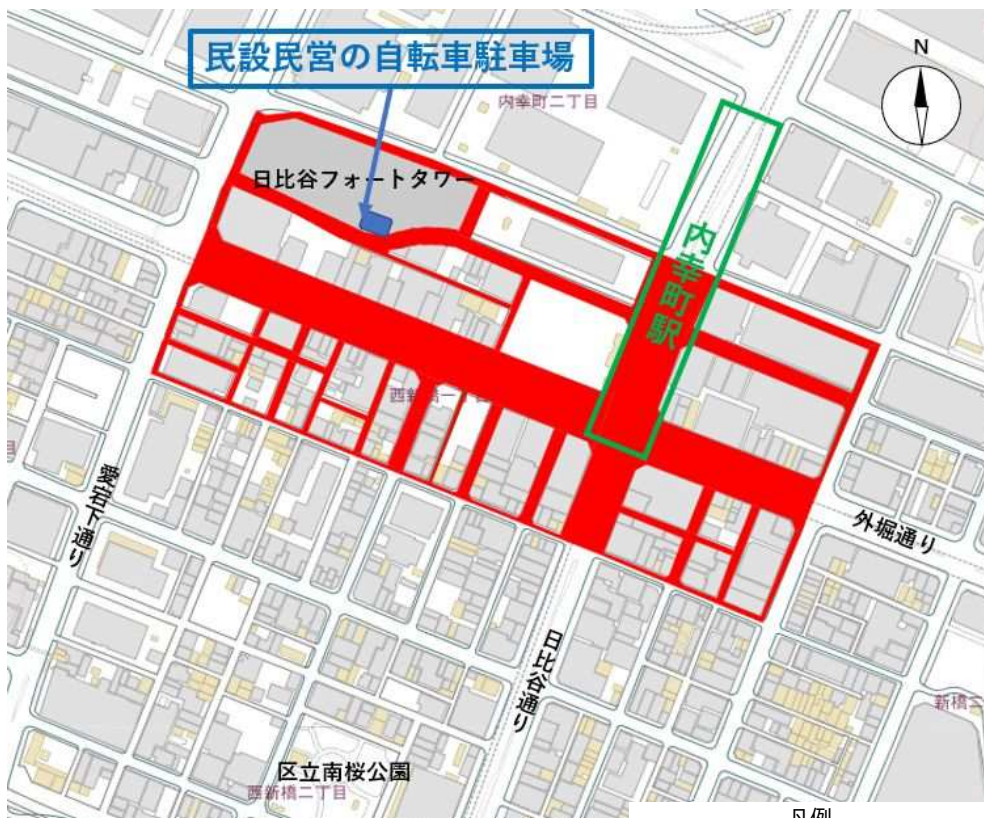 民設民営の自転車駐車場
N
内幸町二丁目
日比谷フォートタワー
内幸町駅
西新橋一丁目
愛宕下通り
外堀通り
日比谷通り
新橋二
区立南桜公園
西新橋二丁目
凡例